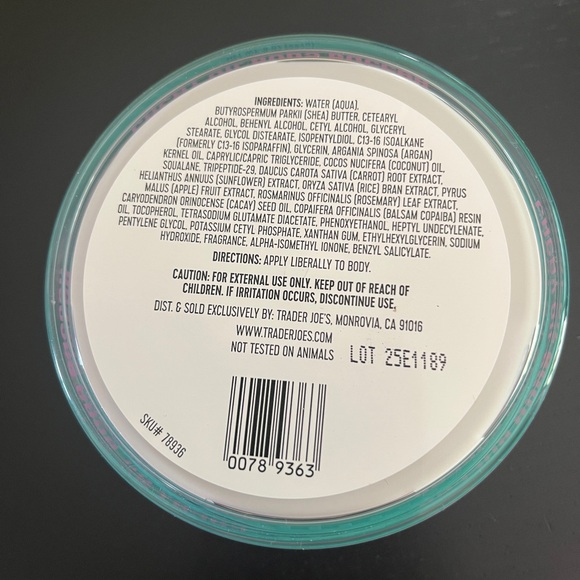 INGREDIENTS: WATER (AQUA),
BUTYROSPERMUM PARKII (SHEA) BUTTER, CETEARYL
ALCOHOL, BEHENYL ALCOHOL, CETYL ALCOHOL, GLYCERYL
STEARATE, GLYCOL DISTEARATE, ISOPENTYLDIOL, C13-16 ISOALKANE
(FORMERLY C13-16 ISOPARAFFIN), GLYCERIN, ARGANIA SPINOSA (ARGAN)
KERNEL OIL, CAPRYLIC/CAPRIC TRIGLYCERIDE, COCOS NUCIFERA (COCONUT) OIL,
SQUALANE, TRIPEPTIDE-29, DAUCUS CAROTA SATIVA (CARROT) ROOT EXTRACT,
HELIANTHUS ANNUUS (SUNFLOWER) EXTRACT, ORYZA SATIVA (RICE) BRAN EXTRACT, PYRUS
MALUS (APPLE) FRUIT EXTRACT, ROSMARINUS OFFICINALIS (ROSEMARY) LEAF EXTRACT,
CARYODENDRON ORINOCENSE (CACAY) SEED OIL, COPAIFERA OFFICINALIS (BALSAM COPAIBA) RESIN
OIL, TOCOPHEROL, TETRASODIUM GLUTAMATE DIACETATE, PHENOXYETHANOL, HEPTYL UNDECYLENATE,
PENTYLENE GLYCOL, POTASSIUM CETYL PHOSPHATE, XANTHAN GUM, ETHYLHEXYLGLYCERIN, SODIUM
HYDROXIDE, FRAGRANCE, ALPHA-ISOMETHYL IONONE, BENZYL SALICYLATE.
DIRECTIONS: APPLY LIBERALLY TO BODY.
CAUTION: FOR EXTERNAL USE ONLY. KEEP OUT OF REACH OF
CHILDREN. IF IRRITATION OCCURS, DISCONTINUE USE.
DIST. & SOLD EXCLUSIVELY BY: TRADER JOE'S, MONROVIA, CA 91016
WWW.TRADERJOES.COM
NOT TESTED ON ANIMALS
LOT 25E1189
SKU# 78936
0078 9363